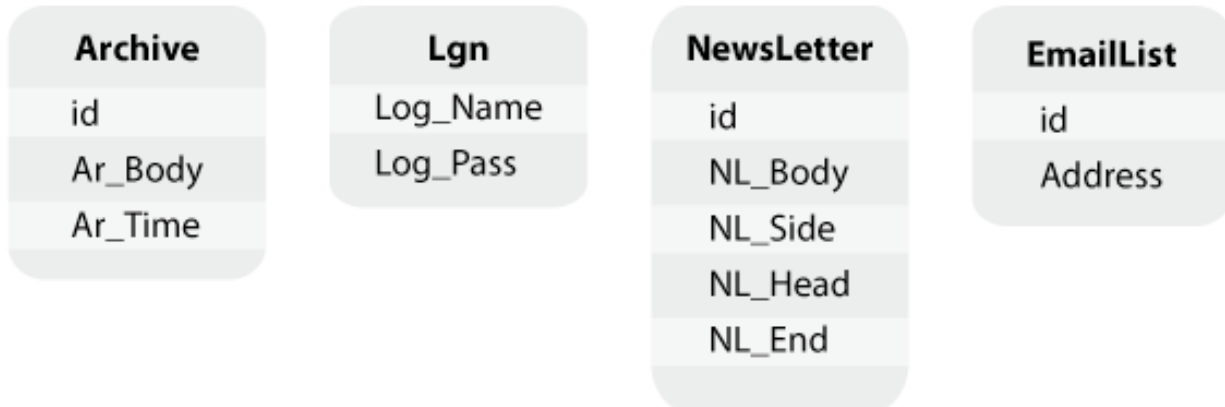 Archive
id
Ar_Body
Ar_Time
Lgn
Log_Name
Log_Pass
NewsLetter
id
NL_Body
NL_Side
NL_Head
NL_End
EmailList
id
Address